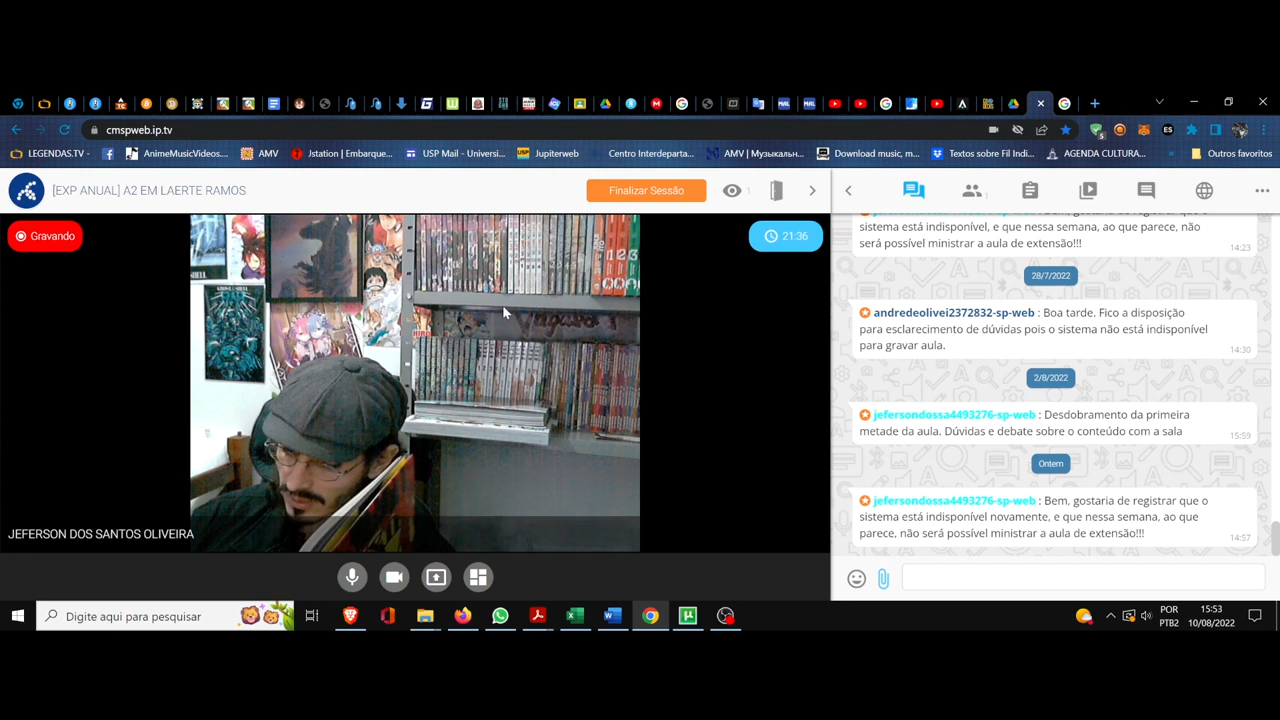 cmspweb.ip.tv
LEGENDAS.TV -
AnimeMusicVideos....
AMV
Jstation | Embarque...
USP Mail - Universi...
Jupiterweb
Centro Interdeparta...
AMV | Музыкальн...
Download music, m...
Textos sobre Fil Indi...
AGENDA CULTURA...
»
Outros favoritos
[EXP ANUAL] A2 EM LAERTE RAMOS
Finalizar Sessão
1
Gravando
21:36
JEFERSON DOS SANTOS OLIVEIRA
1
sistema está indisponível, e que nessa semana, ao que parece, não
será possível ministrar a aula de extensão!!!
14:23
28/7/2022
andredeolivei2372832-sp-web : Boa tarde. Fico a disposição
para esclarecimento de dúvidas pois o sistema não está indisponível
para gravar aula.
14:30
2/8/2022
jefersondossa4493276-sp-web : Desdobramento da primeira
metade da aula. Dúvidas e debate sobre o conteúdo com a sala
15:59
Ontem
jefersondossa4493276-sp-web : Bem, gostaria de registrar que o
sistema está indisponível novamente, e que nessa semana, ao que
parece, não será possível ministrar a aula de extensão!!!
14:57
Digite aqui para pesquisar
POR
PTB2
15:53
10/08/2022